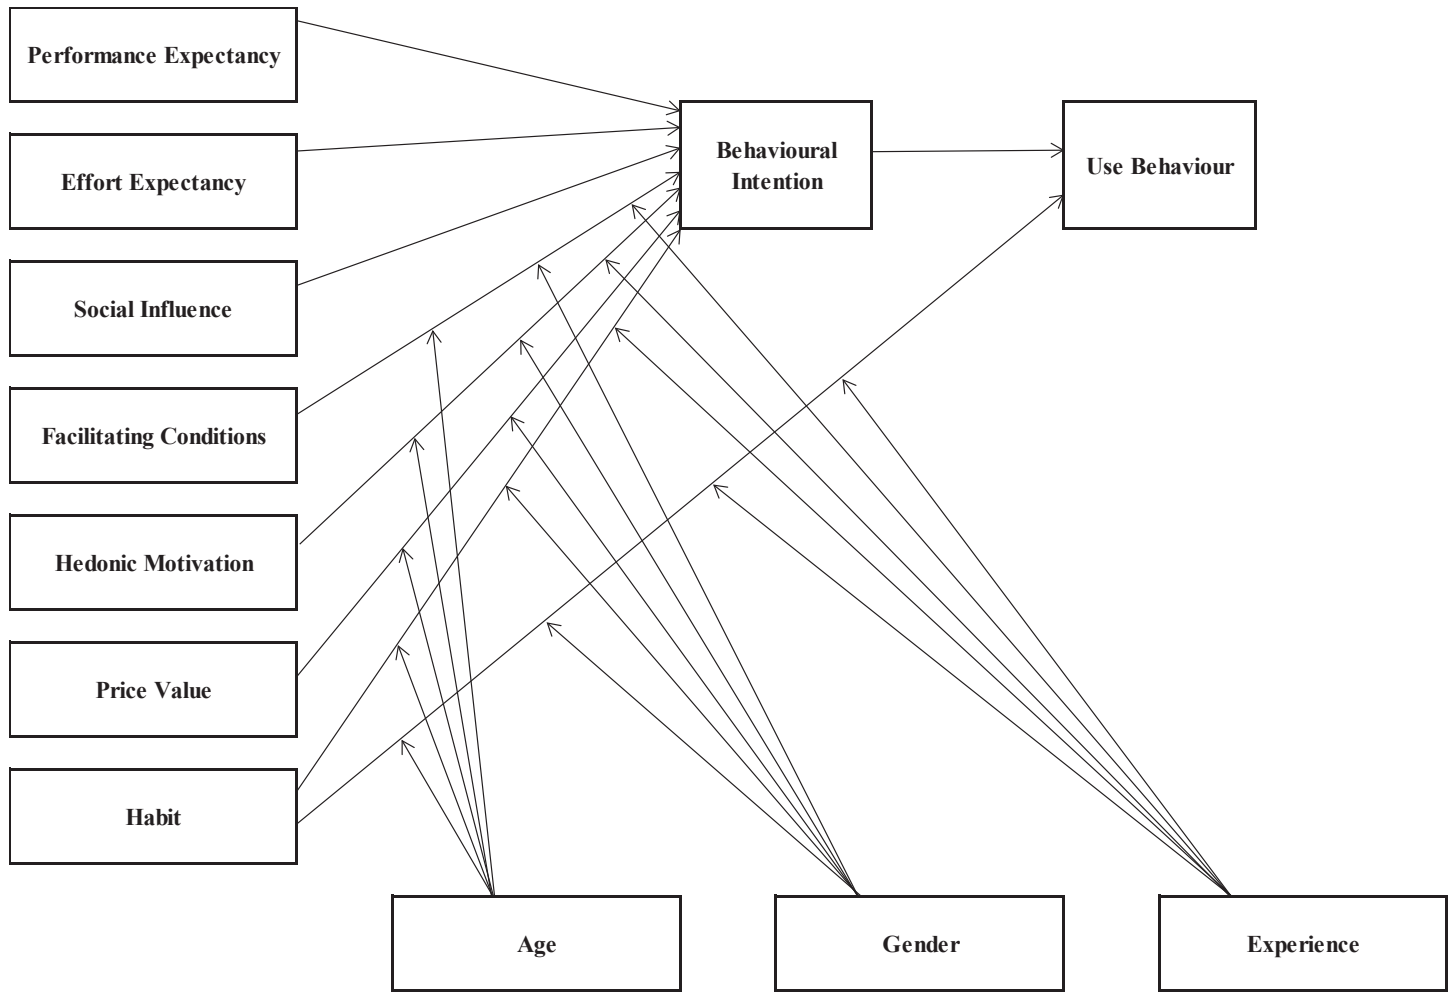 Performance Expectancy
Effort Expectancy
Social Influence
Facilitating Conditions
Hedonic Motivation
Price Value
Habit
Behavioural
Intention
Use Behaviour
Age
Gender
Experience